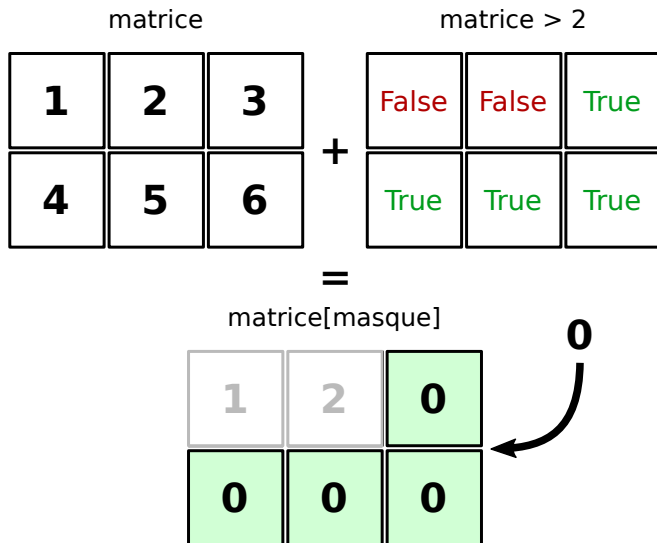 matrice
matrice > 2
1 2 3
False False True
+
4 5 6
True True True
=
matrice[masque]
0
1 2 0
0 0 0